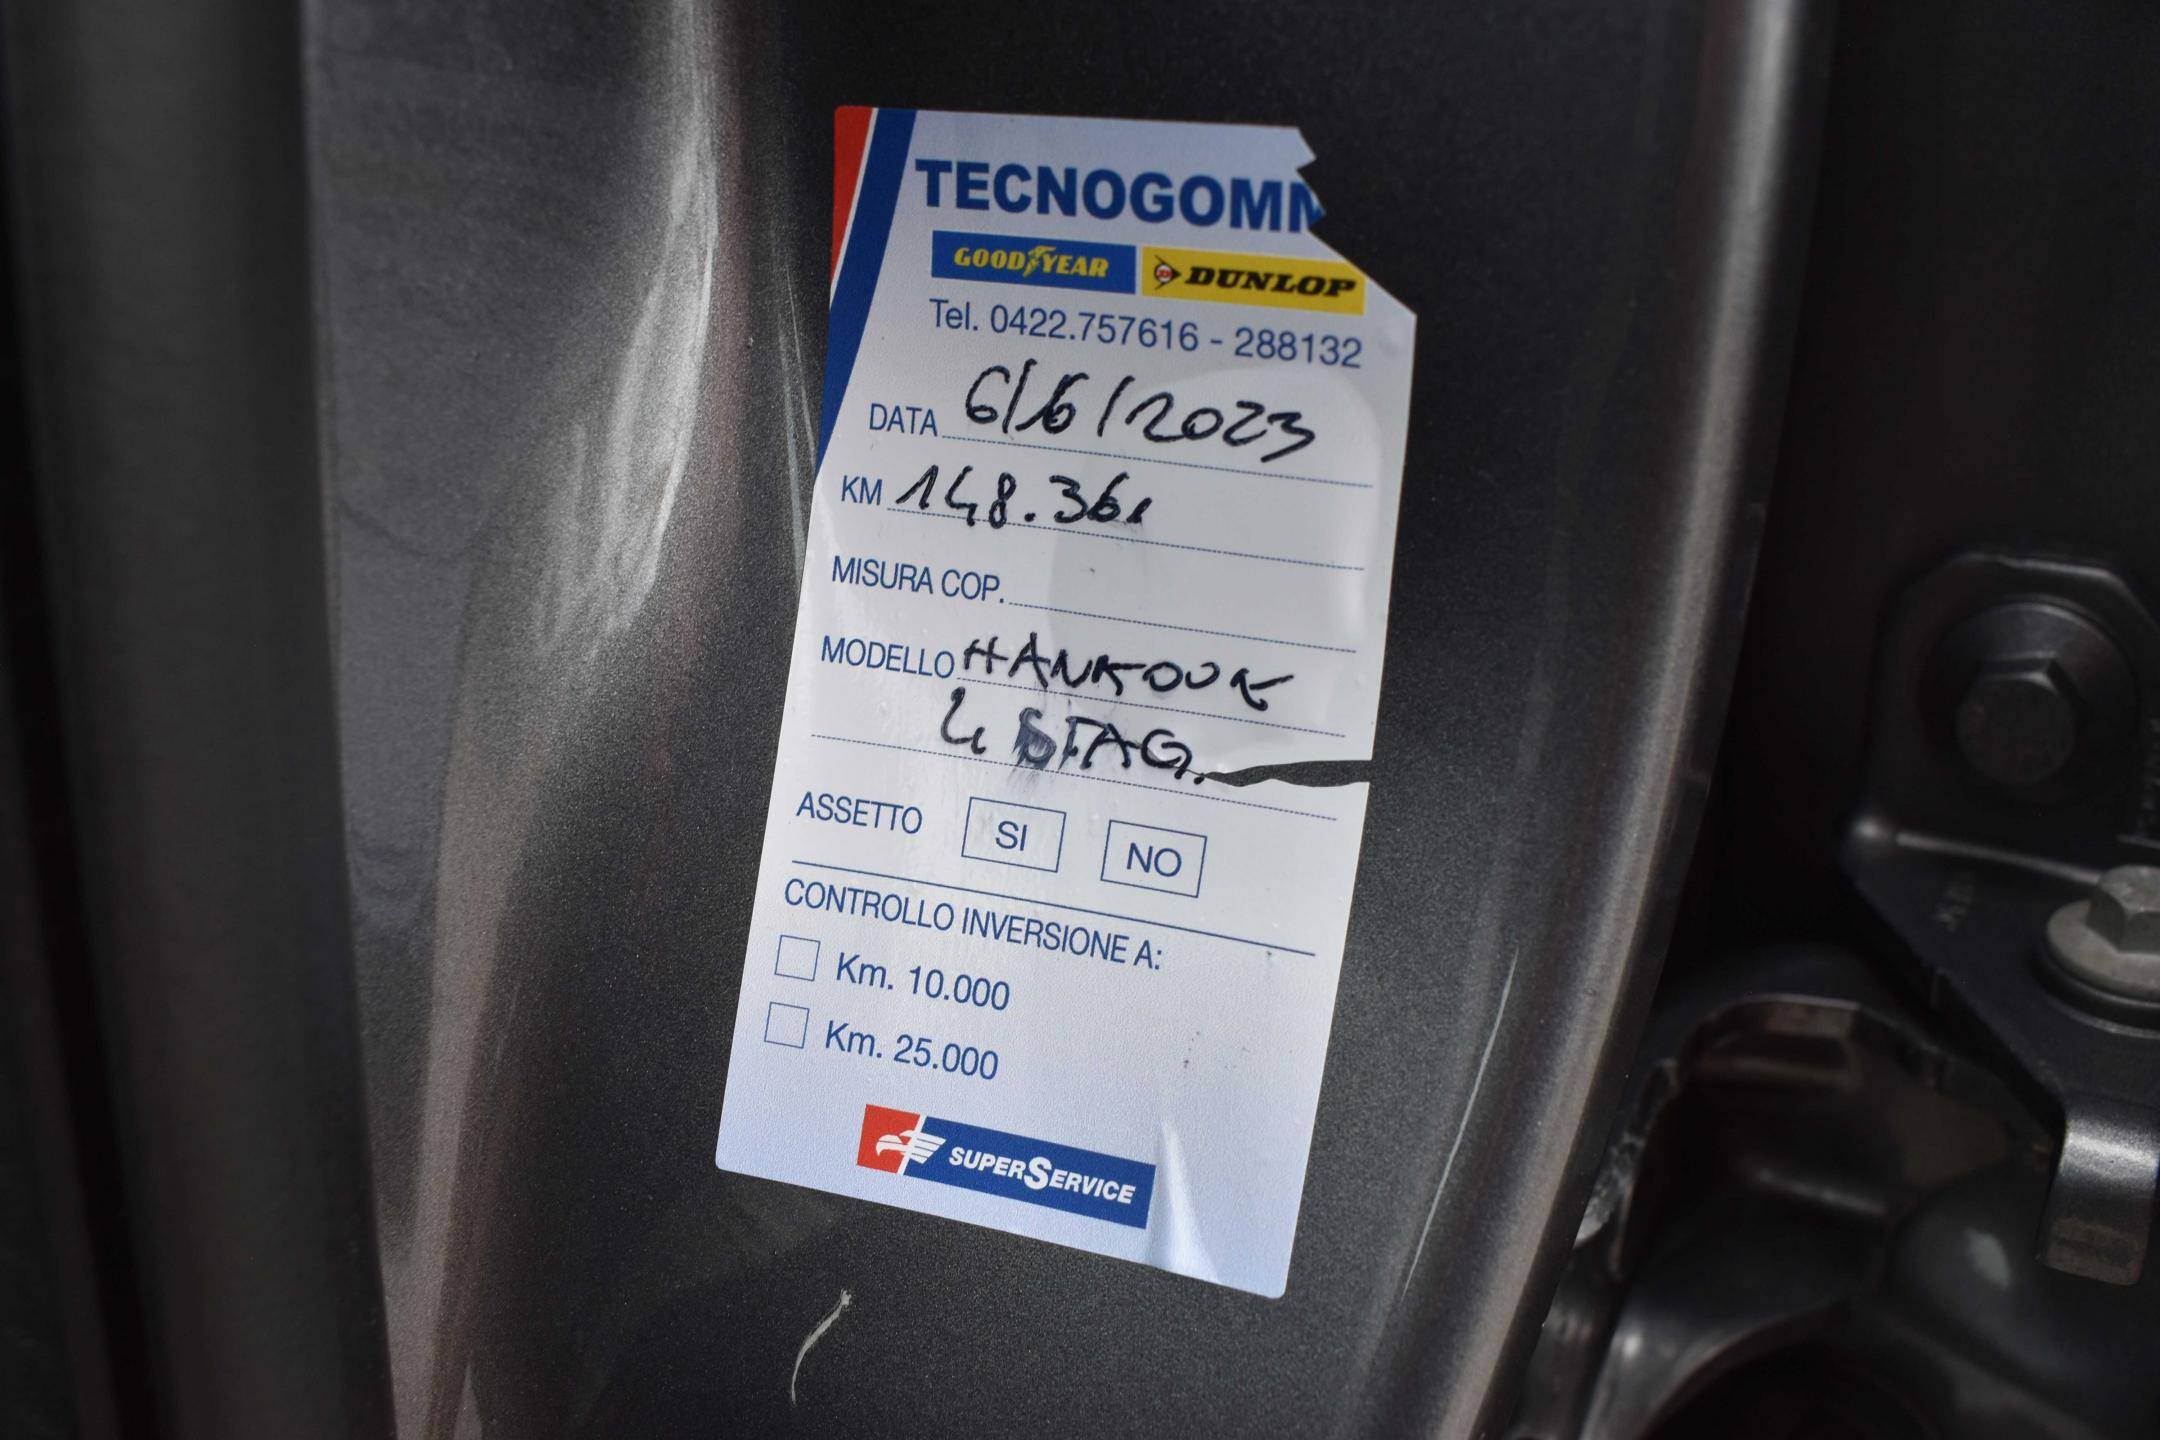 TECNOGOMM
GOODYEAR DUNLOP
Tel. 0422.757616 - 288132
DATA 6/6/2023
KM 148.361
MISURA COP.
MODELLO HANKOOK
4 STAG.
ASSETTO SI NO
CONTROLLO INVERSIONE A:
Km. 10.000
Km. 25.000
SUPERSERVICE